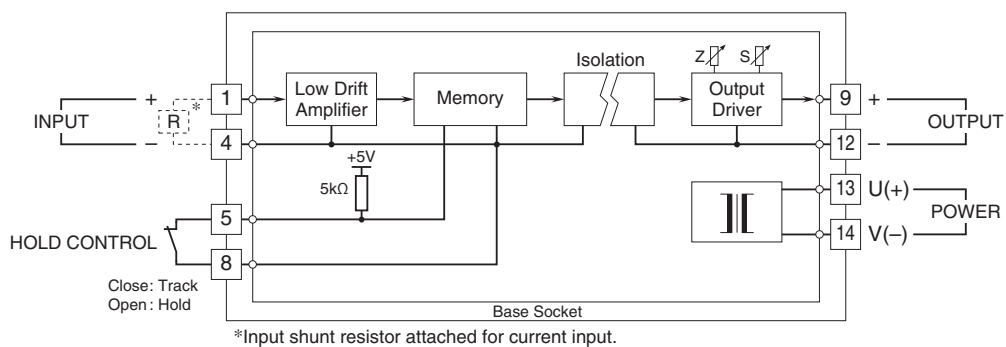 Isolation
Z S
1 Low Drift Amplifier Memory Output Driver 9 +
INPUT + * R − OUTPUT
4 12 −
+5V
5kΩ
13 U(+)
POWER
5
14 V(−)
HOLD CONTROL
8
Close: Track
Open: Hold
Base Socket
*Input shunt resistor attached for current input.